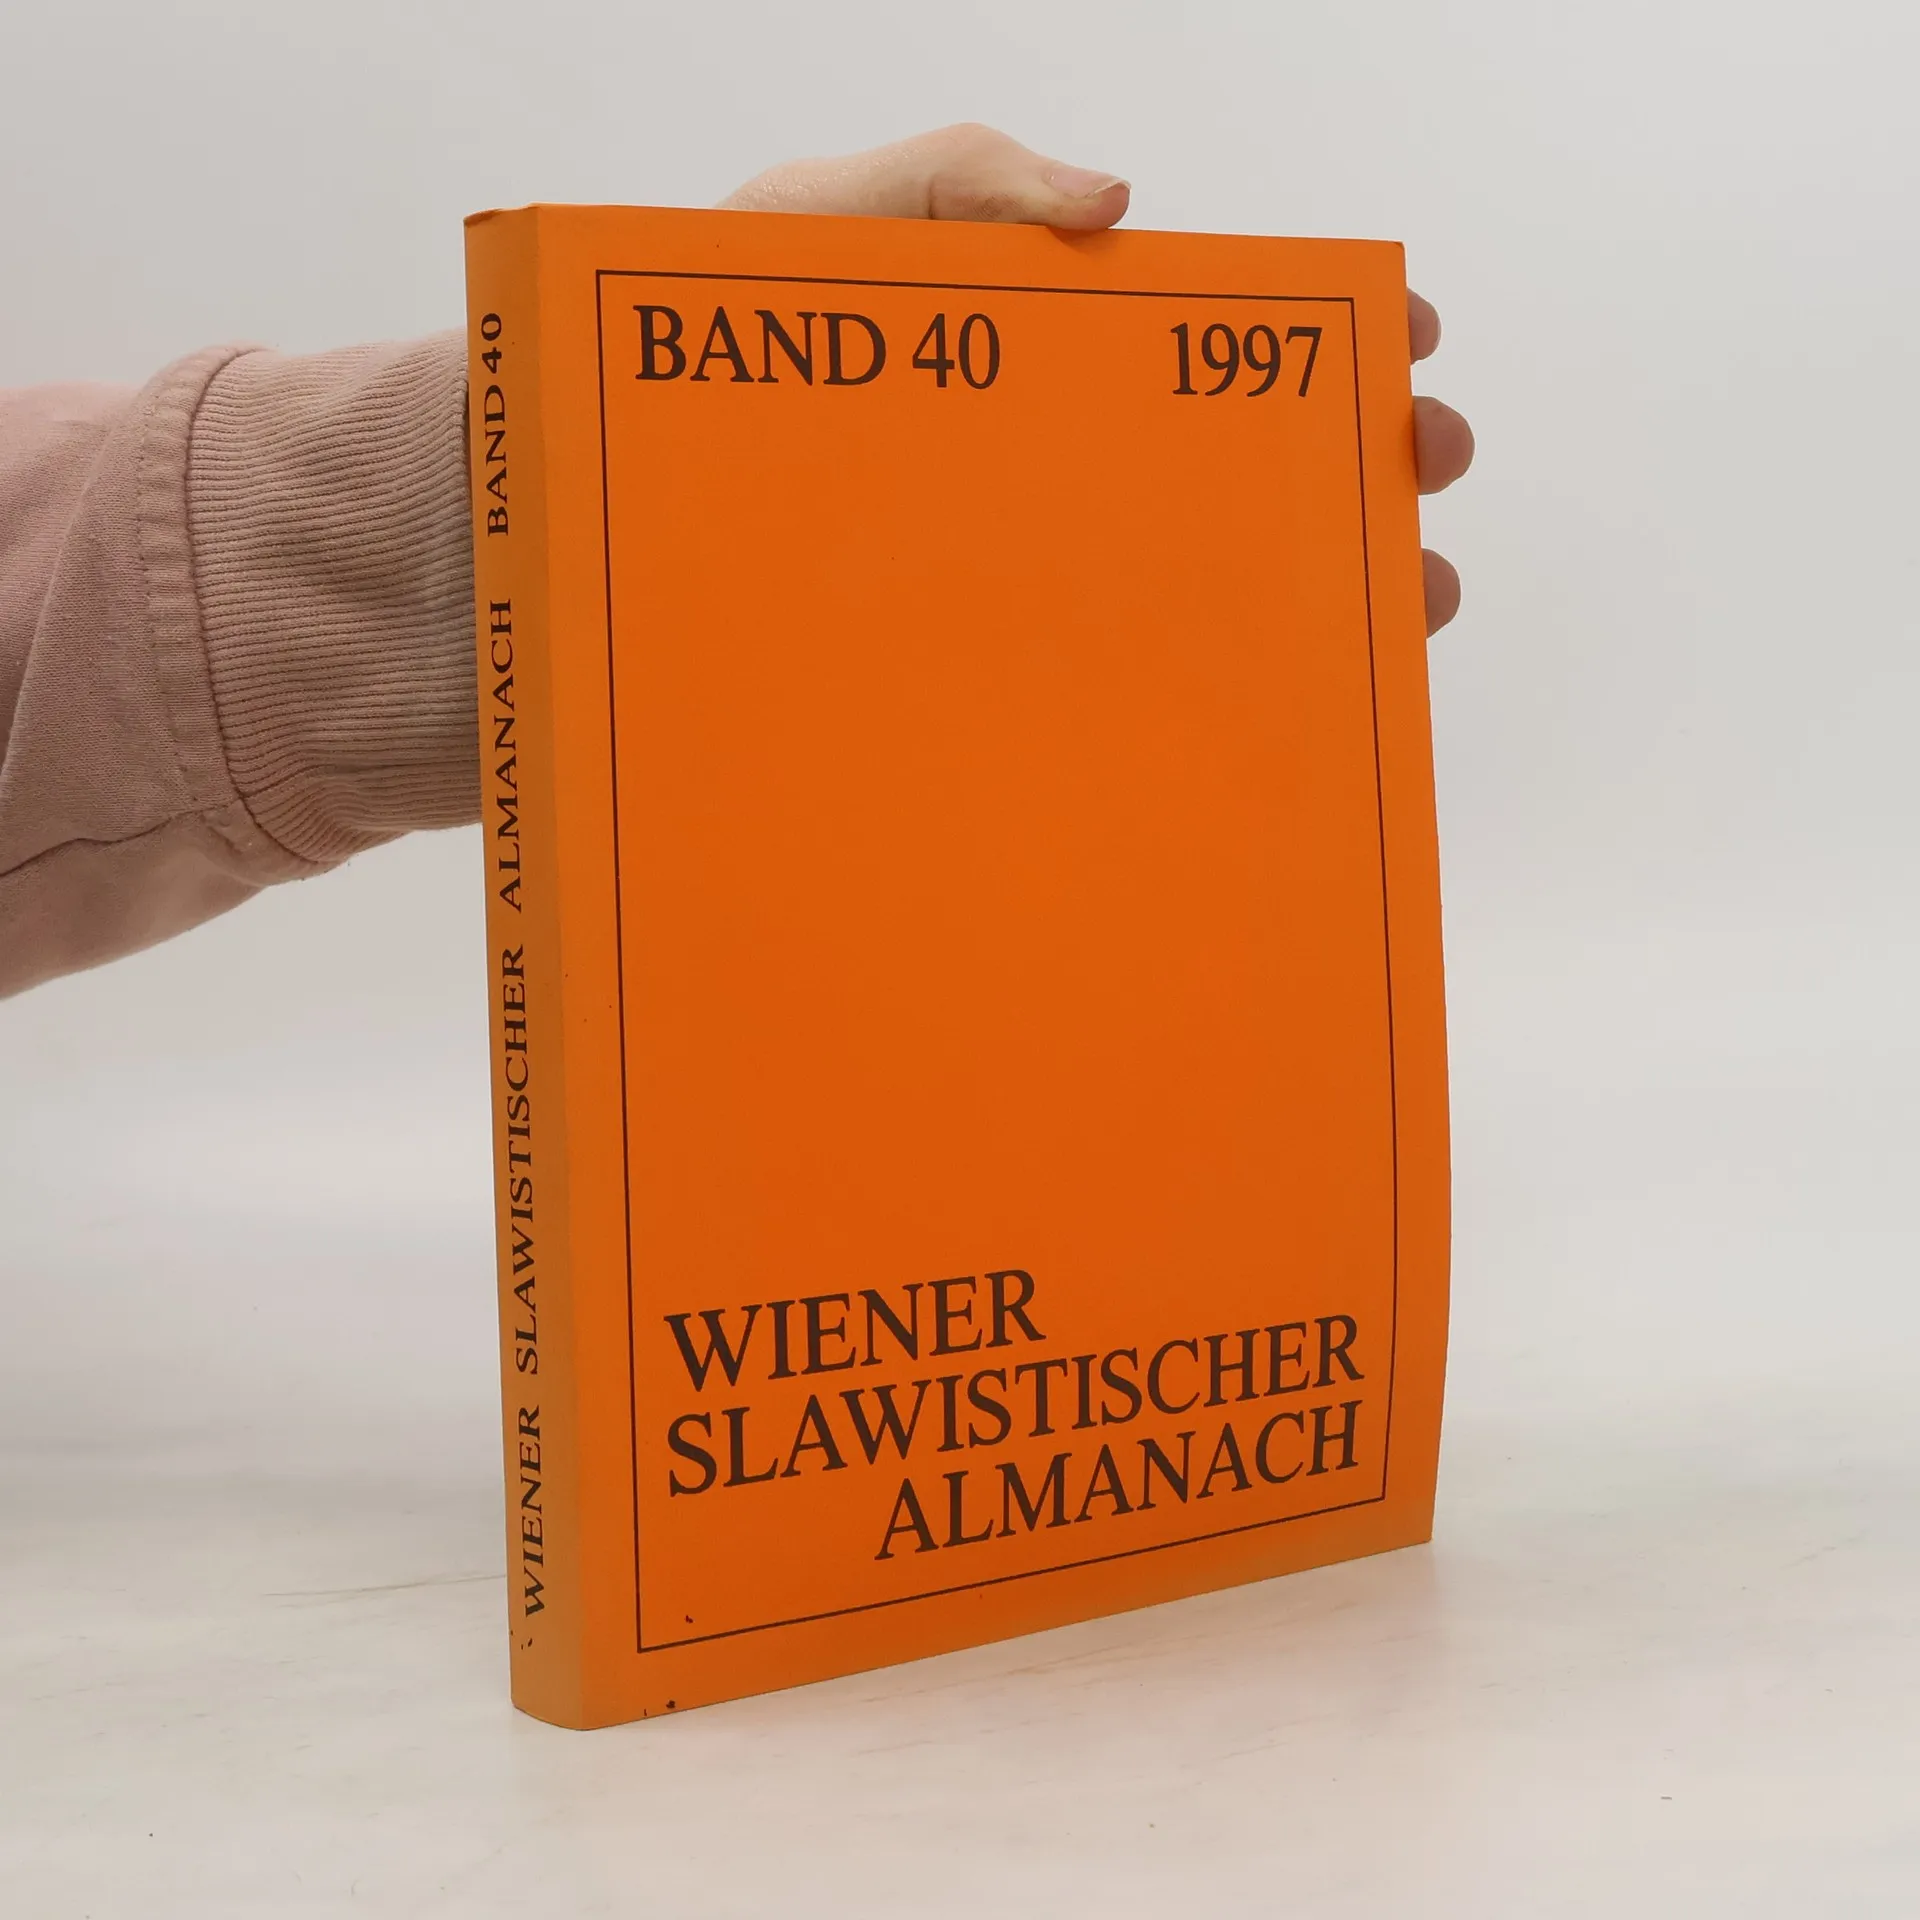 WIENER SLAWISTISCHER ALMANACH BAND 40
BAND 40 1997
WIENER
SLAWISTISCHER
ALMANACH